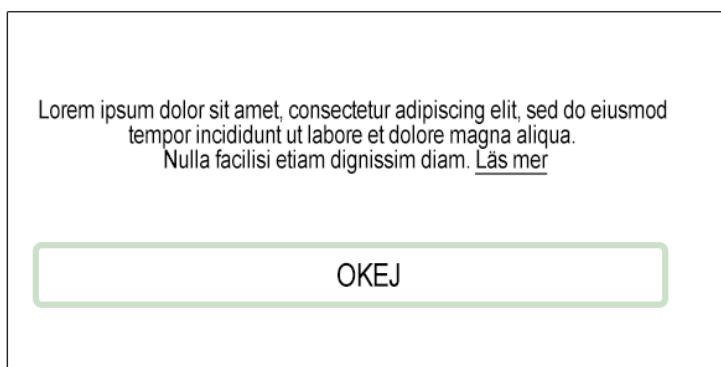 Lorem ipsum dolor sit amet, consectetur adipiscing elit, sed do eiusmod
tempor incididunt ut labore et dolore magna aliqua.
Nulla facilisi etiam dignissim diam. Läs mer
OKEJ